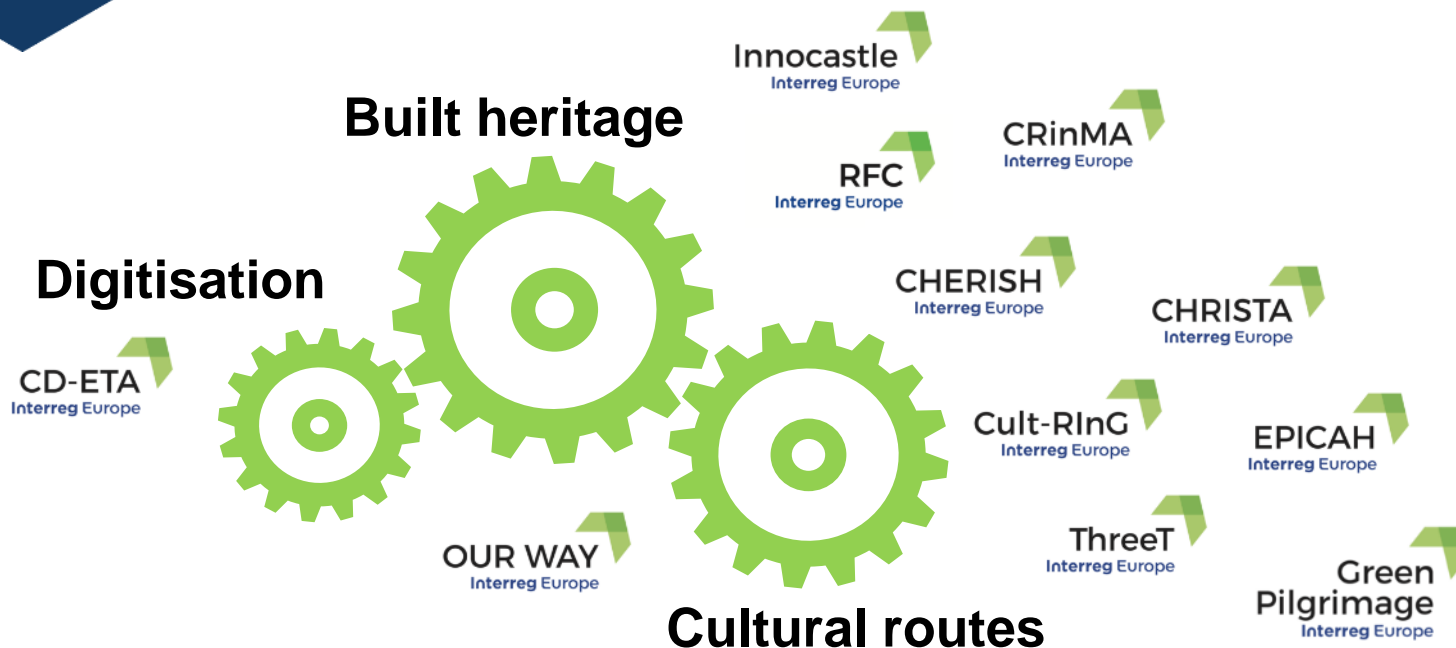 Innocastle
Interreg Europe
Built heritage
CRinMA
Interreg Europe
RFC
Interreg Europe
Digitisation
CHERISH
Interreg Europe
CHRISTA
Interreg Europe
CD-ETA
Interreg Europe
Cult-RInG
Interreg Europe
EPICAH
Interreg Europe
OUR WAY
Interreg Europe
ThreeT
Interreg Europe
Green
Pilgrimage
Interreg Europe
Cultural routes